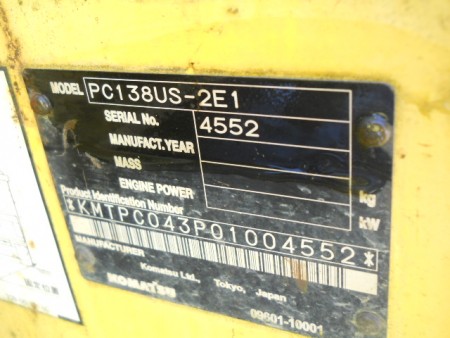 MODEL PC138US-2E1
SERIAL No. 4552
MANUFACT.YEAR
MASS kg
ENGINE POWER kW
Product Identification Number
*KMTPC043P01004552*
MANUFACTURER
Komatsu Ltd., Tokyo, Japan
KOMATSU
09601-10001